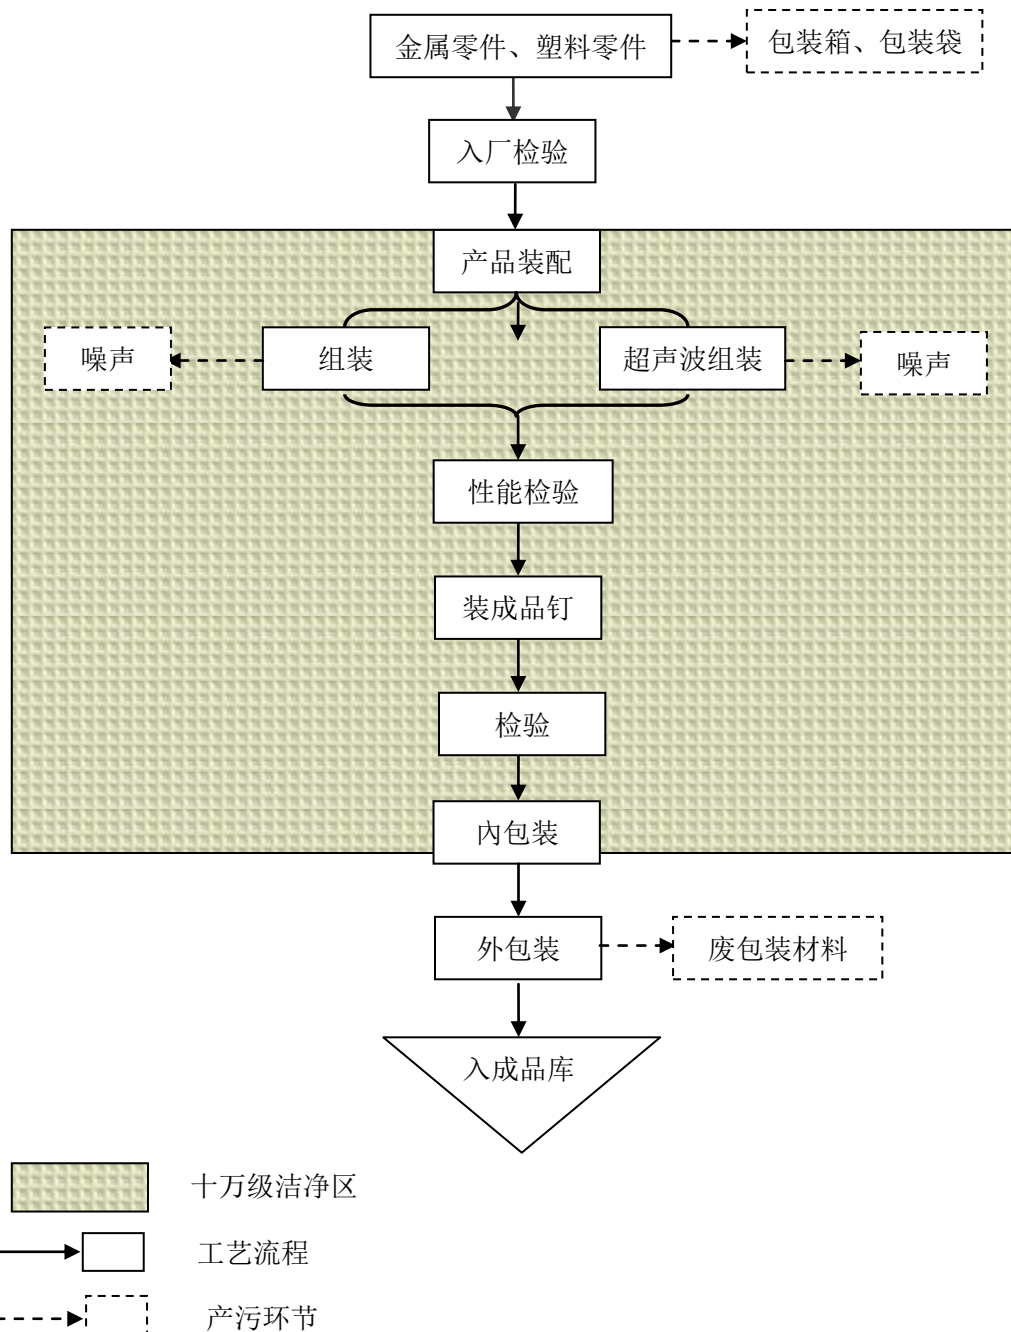 金属零件、塑料零件
包装箱、包装袋
入厂检验
产品装配
噪声
组装
超声波组装
噪声
性能检验
装成品钉
检验
内包装
外包装
废包装材料
入成品库
十万级洁净区
工艺流程
产污环节